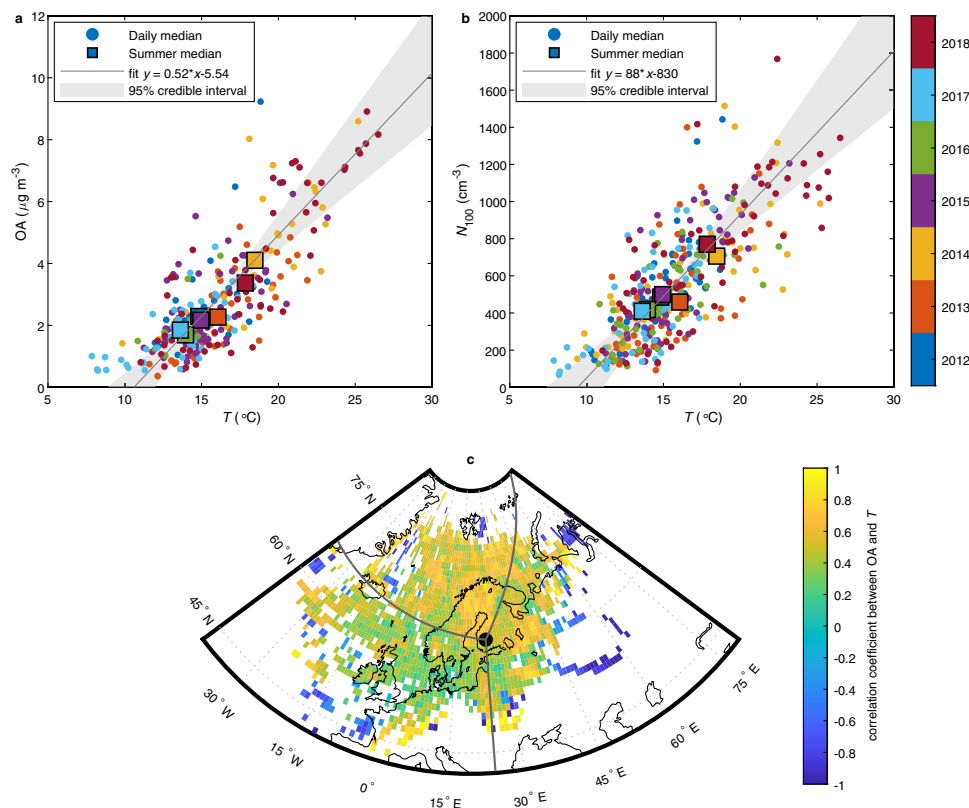 a
Daily median
Summer median
fit y = 0.52*x-5.54
95% credible interval
12
10
8
6
4
2
0
OA (μg m⁻³)
5 10 15 20 25 30
T (°C)
b
Daily median
Summer median
fit y = 88* x-830
95% credible interval
2000
1800
1600
1400
1200
1000
800
600
400
200
0
N₁₀₀ (cm⁻³)
5 10 15 20 25 30
T (°C)
2018
2017
2016
2015
2014
2013
2012
c
75° N
60° N
45° N
30° W
15° W
0°
15° E
30° E
45° E
60° E
75° E
1
0.8
0.6
0.4
0.2
0
-0.2
-0.4
-0.6
-0.8
-1
correlation coefficient between OA and T